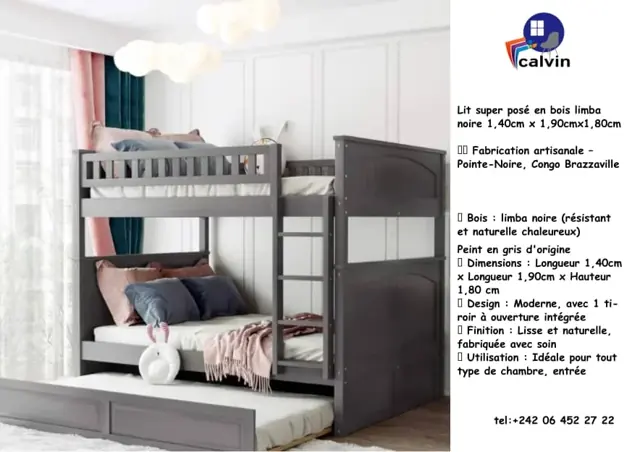 calvin
Lit super posé en bois limba
noire 1,40cm x 1,90cmx1,80cm
▯▯ Fabrication artisanale –
Pointe-Noire, Congo Brazzaville
▯ Bois : limba noire (résistant
et naturelle chaleureux)
Peint en gris d'origine
▯ Dimensions : Longueur 1,40cm
x Longueur 1,90cm x Hauteur
1,80 cm
▯ Design : Moderne, avec 1 ti-
roir à ouverture intégrée
▯ Finition : Lisse et naturelle,
fabriquée avec soin
▯ Utilisation : Idéale pour tout
type de chambre, entrée
tel:+242 06 452 27 22